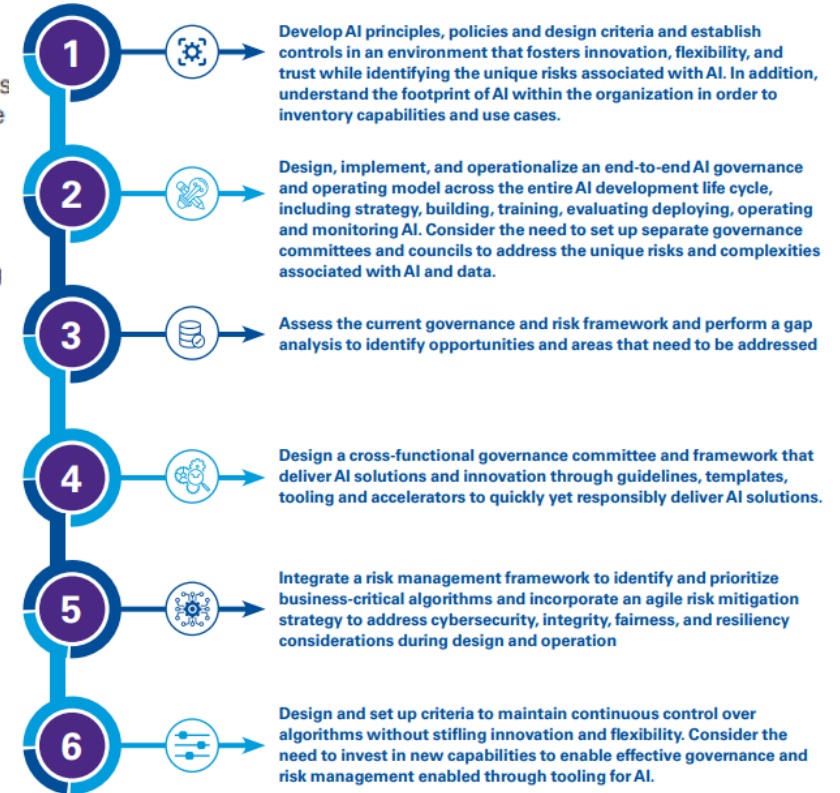 1
Develop AI principles, policies and design criteria and establish
controls in an environment that fosters innovation, flexibility, and
trust while identifying the unique risks associated with AI. In addition,
understand the footprint of AI within the organization in order to
inventory capabilities and use cases.
2
Design, implement, and operationalize an end-to-end AI governance
and operating model across the entire AI development life cycle,
including strategy, building, training, evaluating deploying, operating
and monitoring AI. Consider the need to set up separate governance
committees and councils to address the unique risks and complexities
associated with AI and data.
3
Assess the current governance and risk framework and perform a gap
analysis to identify opportunities and areas that need to be addressed
4
Design a cross-functional governance committee and framework that
deliver AI solutions and innovation through guidelines, templates,
tooling and accelerators to quickly yet responsibly deliver AI solutions.
5
Integrate a risk management framework to identify and prioritize
business-critical algorithms and incorporate an agile risk mitigation
strategy to address cybersecurity, integrity, fairness, and resiliency
considerations during design and operation
6
Design and set up criteria to maintain continuous control over
algorithms without stifling innovation and flexibility. Consider the
need to invest in new capabilities to enable effective governance and
risk management enabled through tooling for AI.